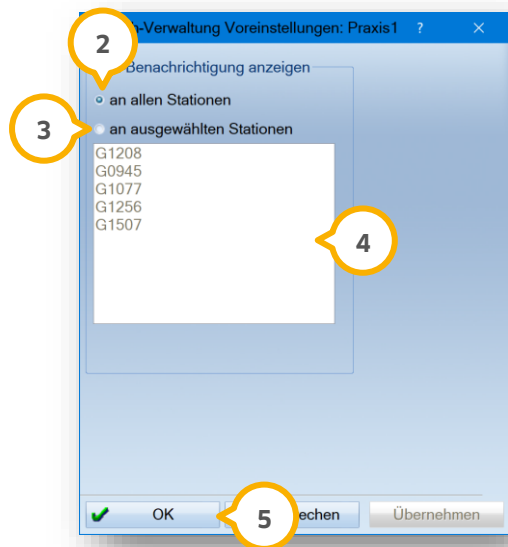 -Verwaltung Voreinstellungen: Praxis1 ? ×
2
Benachrichtigung anzeigen
an allen Stationen
3
an ausgewählten Stationen
G1208
G0945
G1077
G1256
G1507
4
OK
5
echen
Übernehmen